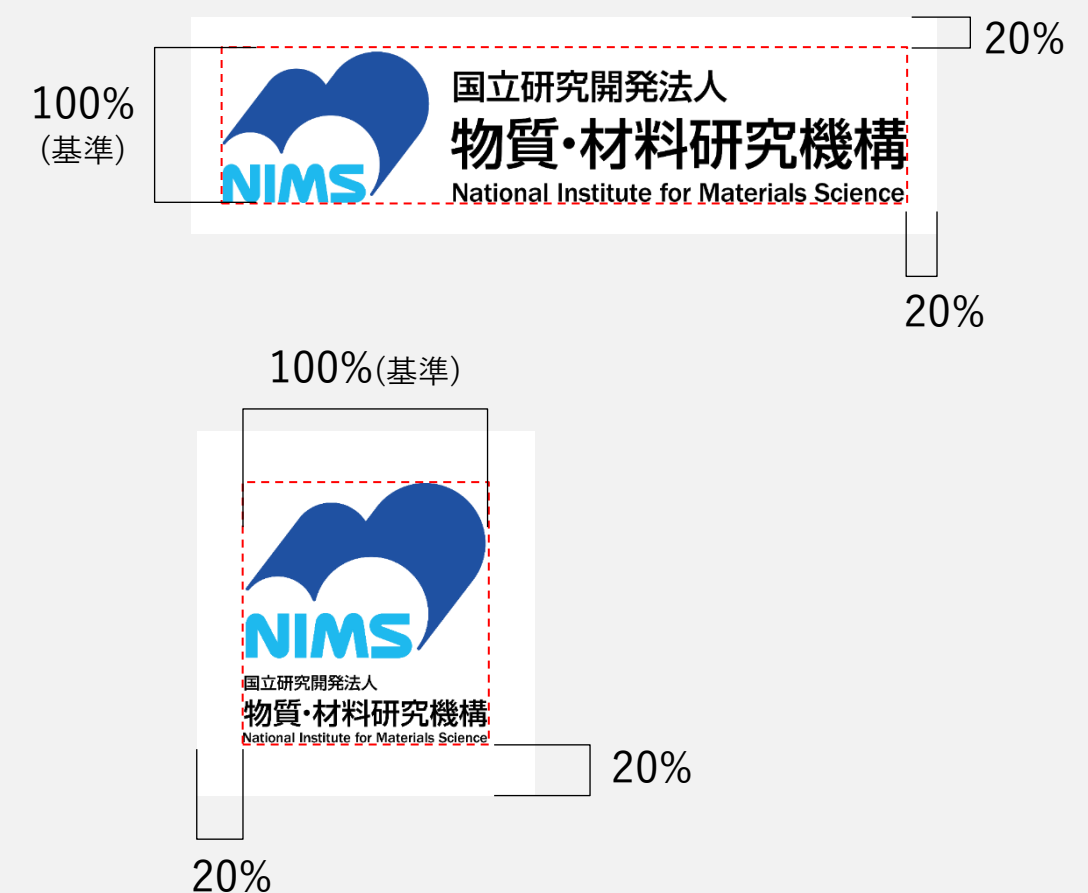 20%
100%
(基準)
国立研究開発法人
物質・材料研究機構
NIMS
National Institute for Materials Science
20%
100%(基準)
NIMS
国立研究開発法人
物質・材料研究機構
National Institute for Materials Science
20%
20%